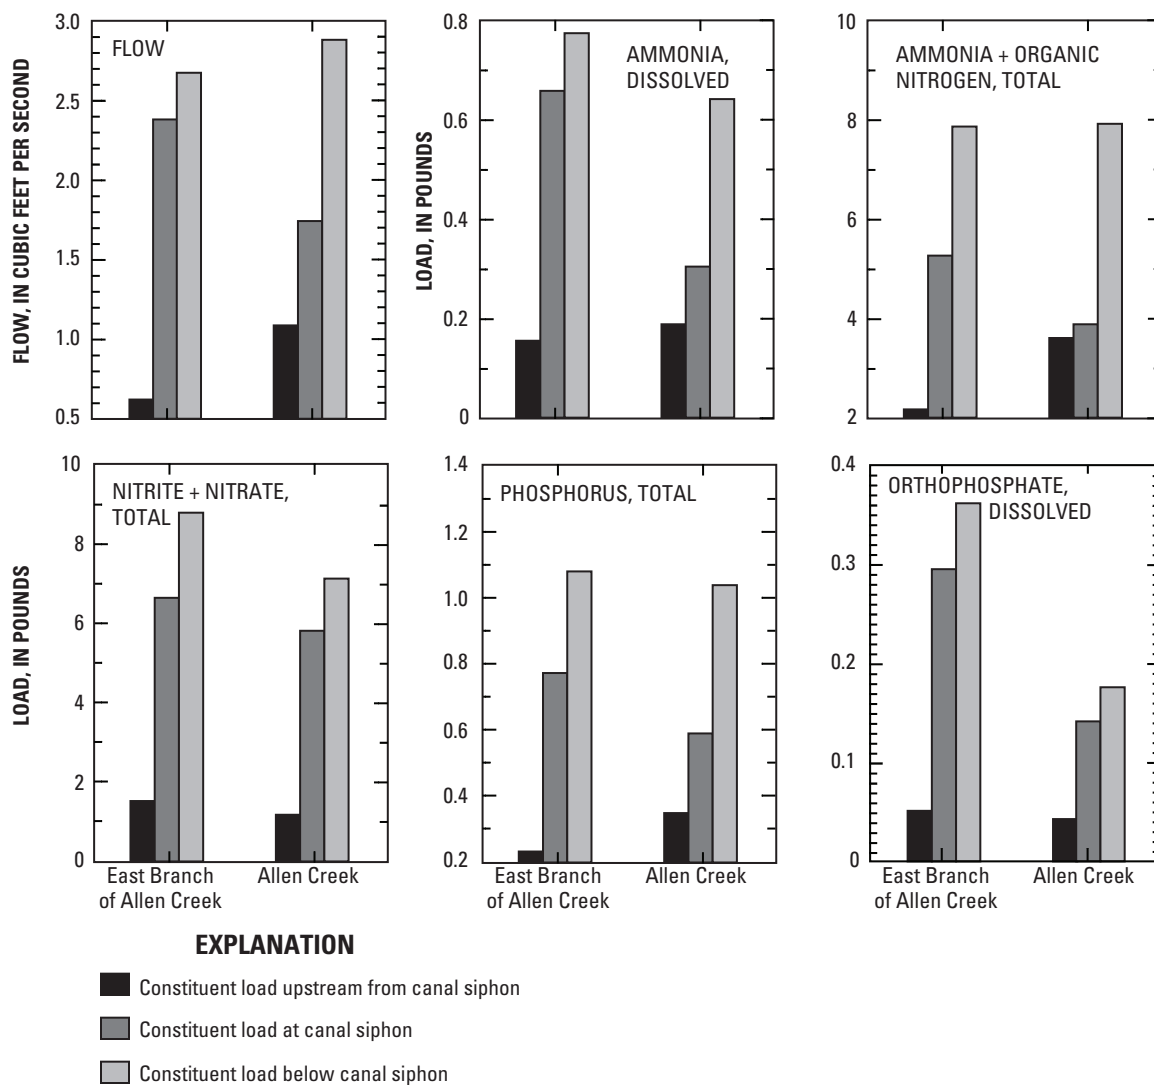 FLOW, IN CUBIC FEET PER SECOND
3.0
2.5
2.0
1.5
1.0
0.5
FLOW
LOAD, IN POUNDS
0.8
0.6
0.4
0.2
0
AMMONIA,
DISSOLVED
10
8
6
4
2
AMMONIA + ORGANIC
NITROGEN, TOTAL
LOAD, IN POUNDS
10
8
6
4
2
0
NITRITE + NITRATE,
TOTAL
East Branch
of Allen Creek
Allen Creek
1.4
1.2
1.0
0.8
0.6
0.4
0.2
PHOSPHORUS, TOTAL
East Branch
of Allen Creek
Allen Creek
0.4
0.3
0.2
0.1
0
ORTHOPHOSPHATE,
DISSOLVED
East Branch
of Allen Creek
Allen Creek
EXPLANATION
Constituent load upstream from canal siphon
Constituent load at canal siphon
Constituent load below canal siphon